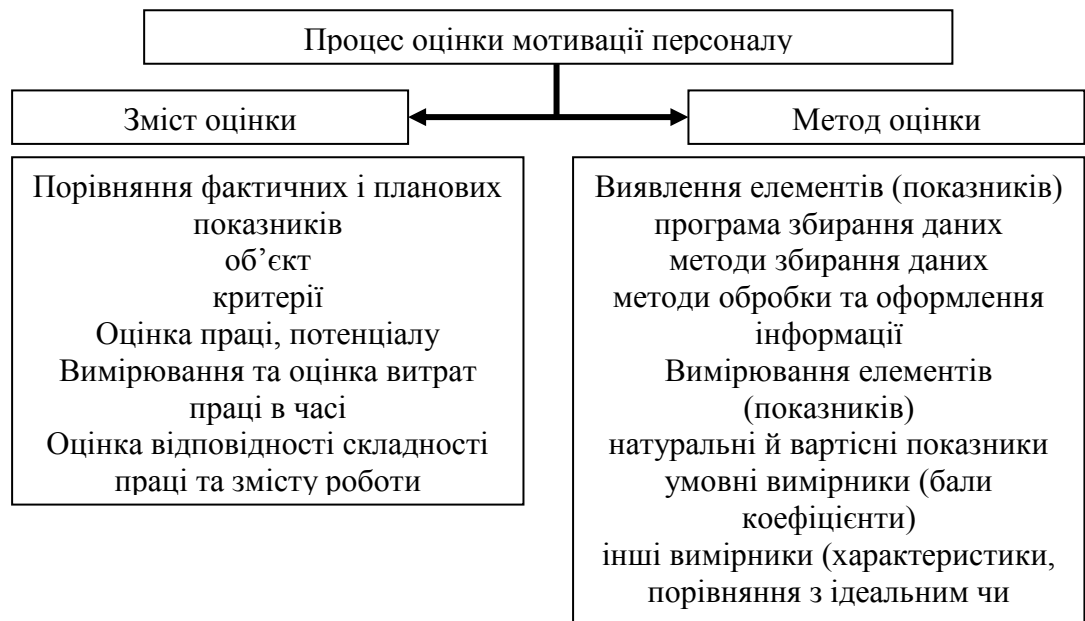 Процес оцінки мотивації персоналу
Зміст оцінки
Метод оцінки
Порівняння фактичних і планових
показників
об’єкт
критерії
Оцінка праці, потенціалу
Вимірювання та оцінка витрат
праці в часі
Оцінка відповідності складності
праці та змісту роботи
Виявлення елементів (показників)
програма збирання даних
методи збирання даних
методи обробки та оформлення
інформації
Вимірювання елементів
(показників)
натуральні й вартісні показники
умовні вимірники (бали
коефіцієнти)
інші вимірники (характеристики,
порівняння з ідеальним чи